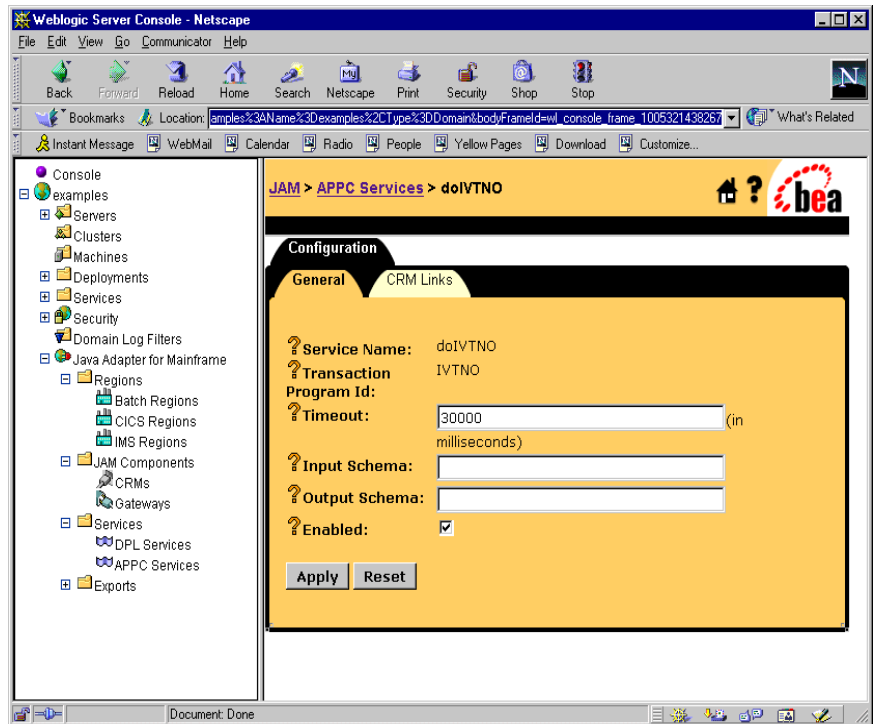 Weblogic Server Console - Netscape
File Edit View Go Communicator Help
Back Forward Reload Home Search Netscape Print Security Shop Stop
My
N
Bookmarks Location: amples%3AName%3Dexamples%2CType%3DDomain&bodyFrameId=wl_console_frame_1005321438267 What's Related
Instant Message WebMail Calendar Radio People Yellow Pages Download Customize...
Console
examples
Servers
Clusters
Machines
Deployments
Services
Security
Domain Log Filters
Java Adapter for Mainframe
Regions
Batch Regions
CICS Regions
IMS Regions
JAM Components
CRMs
Gateways
Services
DPL Services
APPC Services
Exports
JAM > APPC Services > doIVTNO
? bea
Configuration
General CRM Links
? Service Name: doIVTNO
? Transaction IVTNO
Program Id:
? Timeout: 30000 (in
milliseconds)
? Input Schema:
? Output Schema:
? Enabled:
Apply Reset
Document: Done